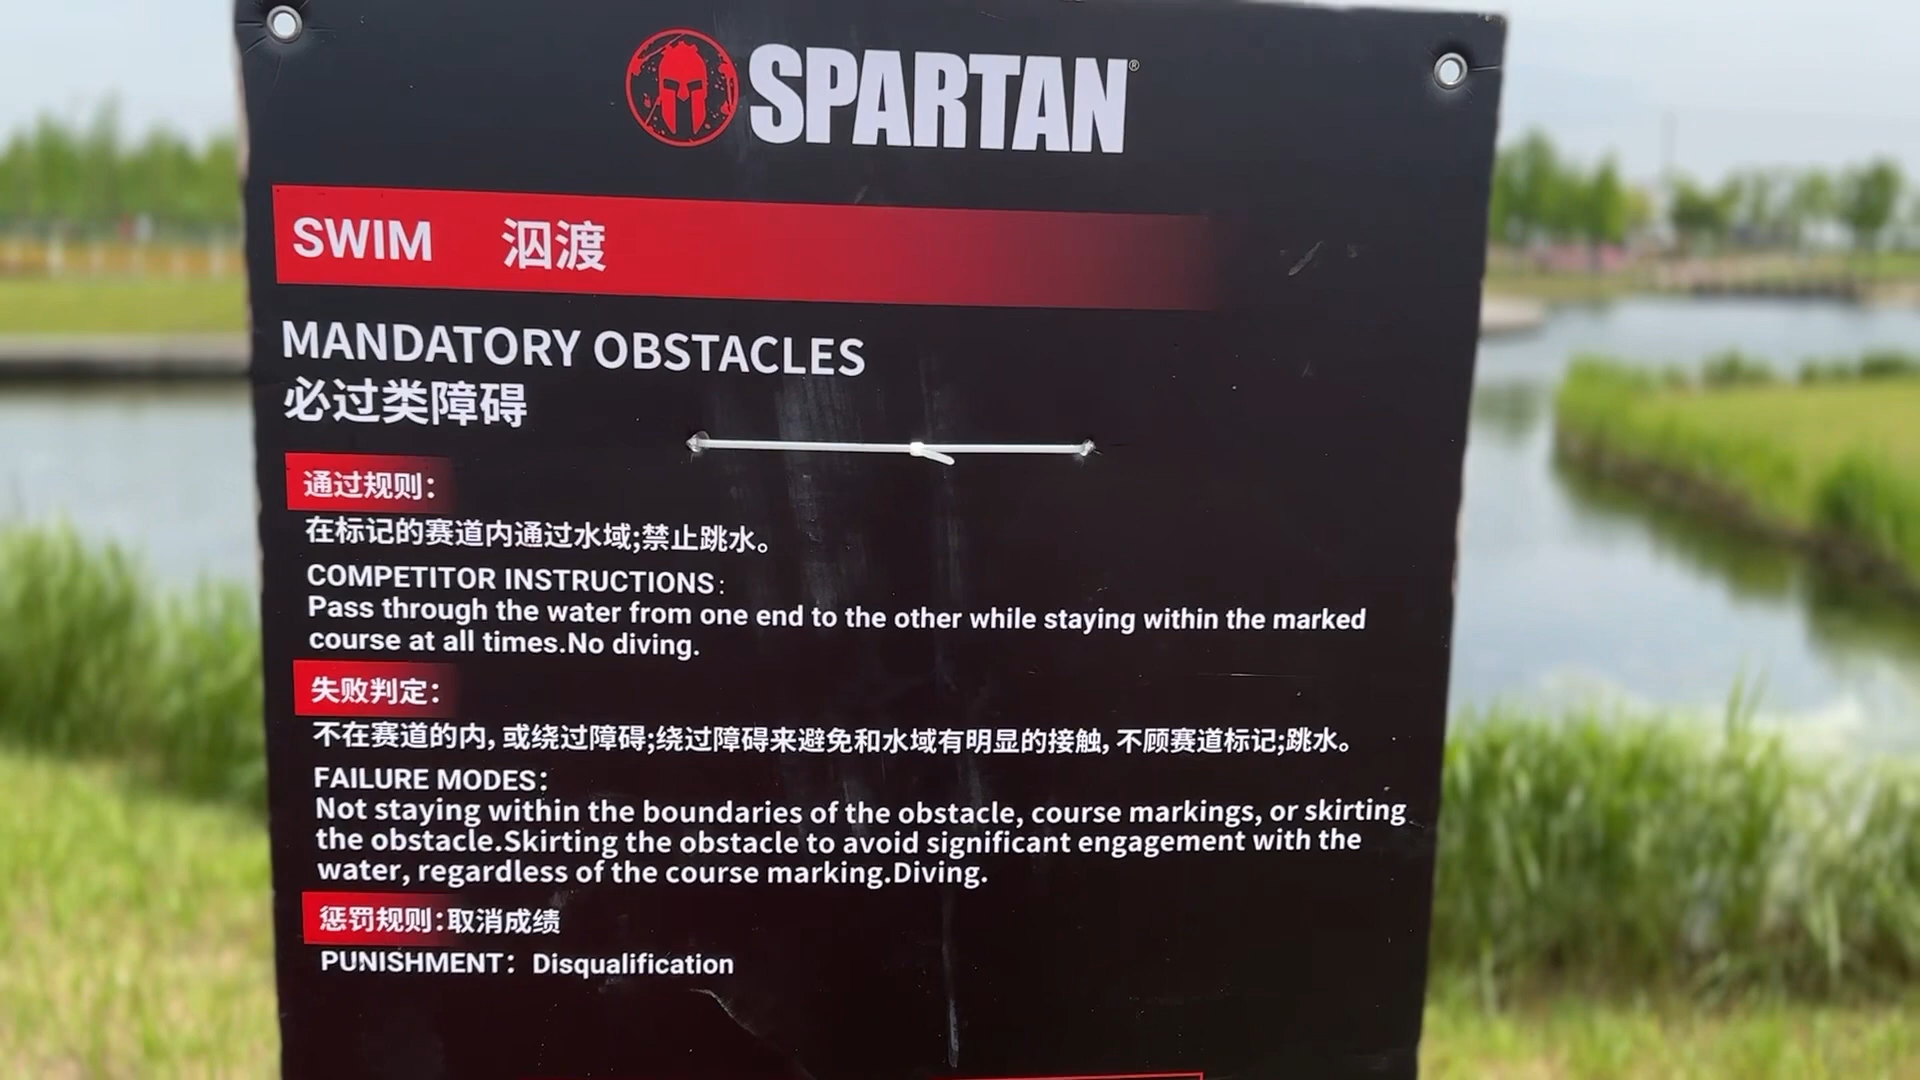 SPARTAN®
SWIM 泅渡
MANDATORY OBSTACLES
必过类障碍
通过规则:
在标记的赛道内通过水域;禁止跳水。
COMPETITOR INSTRUCTIONS:
Pass through the water from one end to the other while staying within the marked
course at all times.No diving.
失败判定:
不在赛道的内, 或绕过障碍;绕过障碍来避免和水域有明显的接触, 不顾赛道标记;跳水。
FAILURE MODES:
Not staying within the boundaries of the obstacle, course markings, or skirting
the obstacle.Skirting the obstacle to avoid significant engagement with the
water, regardless of the course marking.Diving.
惩罚规则:取消成绩
PUNISHMENT: Disqualification